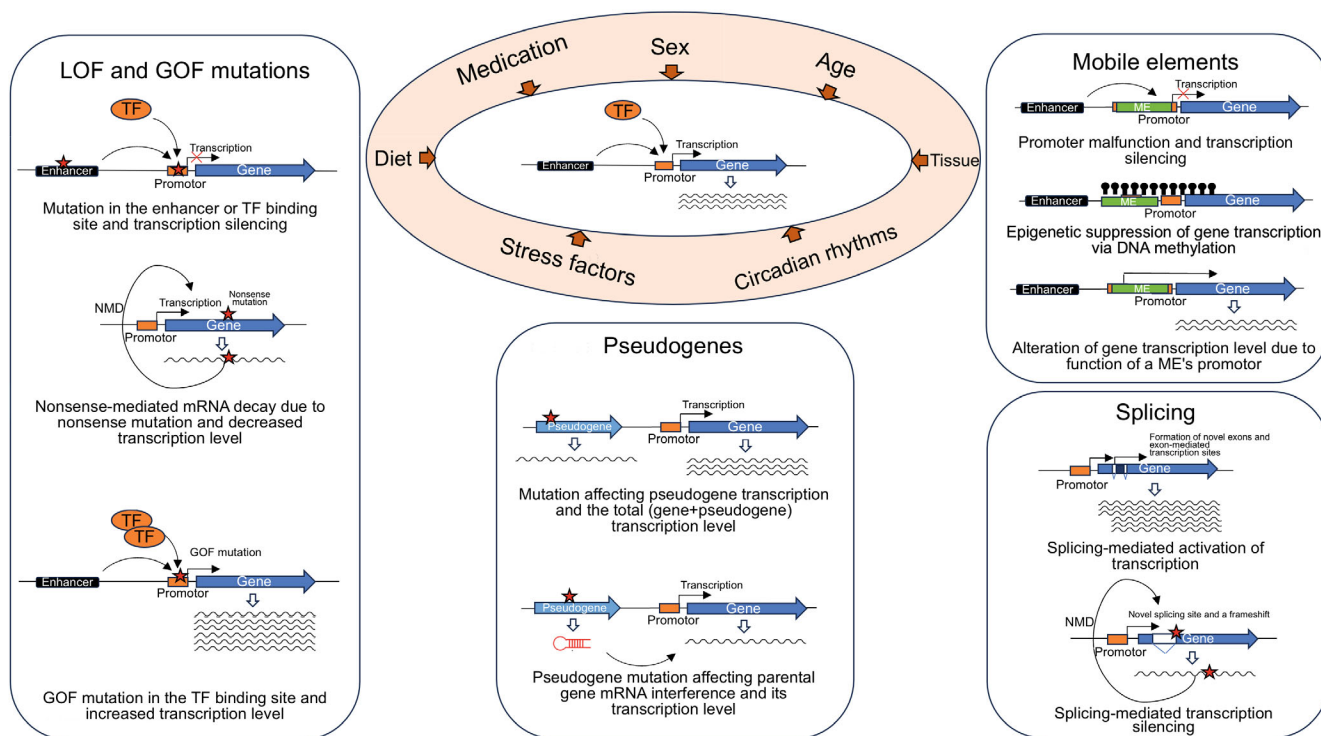 LOF and GOF mutations
TF
Transcription
Enhancer
Gene
Promotor
Mutation in the enhancer or TF binding
site and transcription silencing
NMD
Transcription
Nonsense
mutation
Gene
Promotor
Nonsense-mediated mRNA decay due to
nonsense mutation and decreased
transcription level
TF
TF
GOF mutation
Enhancer
Gene
Promotor
GOF mutation in the TF binding site and
increased transcription level
Medication
Sex
Age
Diet
Tissue
Stress factors
Circadian rhythms
TF
Transcription
Enhancer
Gene
Promotor
Pseudogenes
Transcription
Pseudogene
Gene
Promotor
Mutation affecting pseudogene transcription
and the total (gene+pseudogene)
transcription level
Transcription
Pseudogene
Gene
Promotor
Pseudogene mutation affecting parental
gene mRNA interference and its
transcription level
Mobile elements
Transcription
Enhancer
ME
Gene
Promotor
Promoter malfunction and transcription
silencing
Enhancer
ME
Gene
Promotor
Epigenetic suppression of gene transcription
via DNA methylation
Enhancer
ME
Gene
Promotor
Alteration of gene transcription level due to
function of a ME's promotor
Splicing
Formation of novel exons and
exon-mediated
transcription sites
Gene
Promotor
Splicing-mediated activation of
transcription
Novel splicing site and a frameshift
NMD
Gene
Promotor
Splicing-mediated transcription
silencing